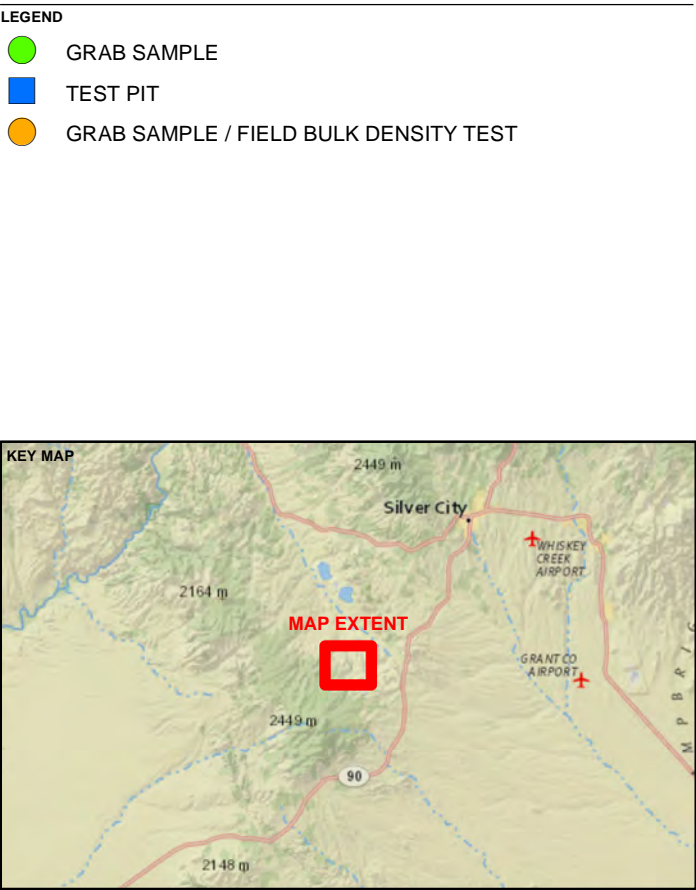 LEGEND
GRAB SAMPLE
TEST PIT
GRAB SAMPLE / FIELD BULK DENSITY TEST
KEY MAP
2449 m
Silver City
WHISKEY
CREEK
AIRPORT
2164 m
MAP EXTENT
GRANT CO
AIRPORT
M P B R I G
2449 m
90
2148 m